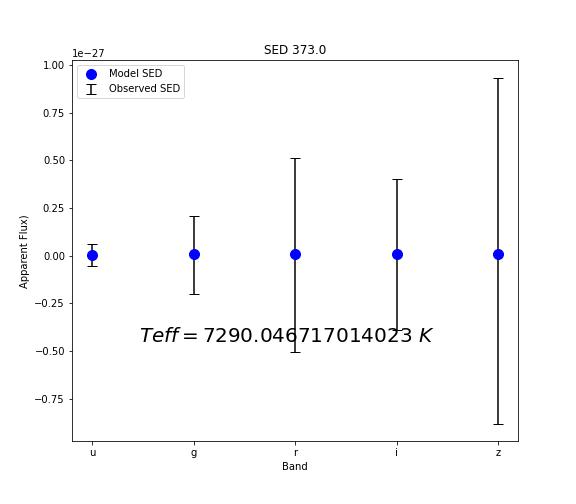 SED 373.0
1e−27
Model SED
Observed SED
1.00
0.75
0.50
0.25
0.00
−0.25
−0.50
−0.75
Apparent Flux)
Teff = 7290.046717014023 K
u g r i z
Band